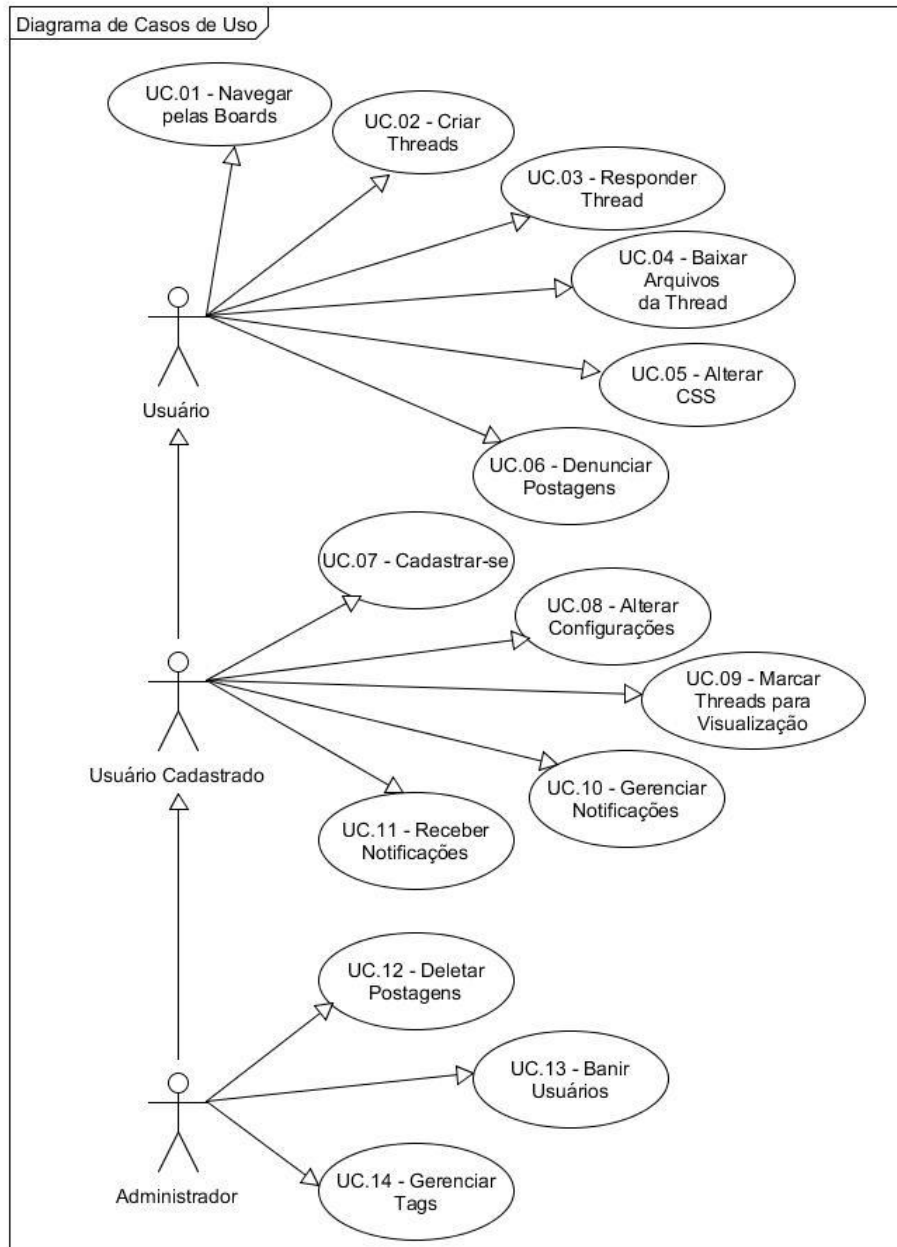 Diagrama de Casos de Uso
UC.01 - Navegar
pelas Boards
UC.02 - Criar
Threads
UC.03 - Responder
Thread
UC.04 - Baixar
Arquivos
da Thread
UC.05 - Alterar
CSS
Usuário
UC.06 - Denunciar
Postagens
UC.07 - Cadastrar-se
UC.08 - Alterar
Configurações
UC.09 - Marcar
Threads para
Visualização
Usuário Cadastrado
UC.10 - Gerenciar
Notificações
UC.11 - Receber
Notificações
UC.12 - Deletar
Postagens
UC.13 - Banir
Usuários
UC.14 - Gerenciar
Tags
Administrador